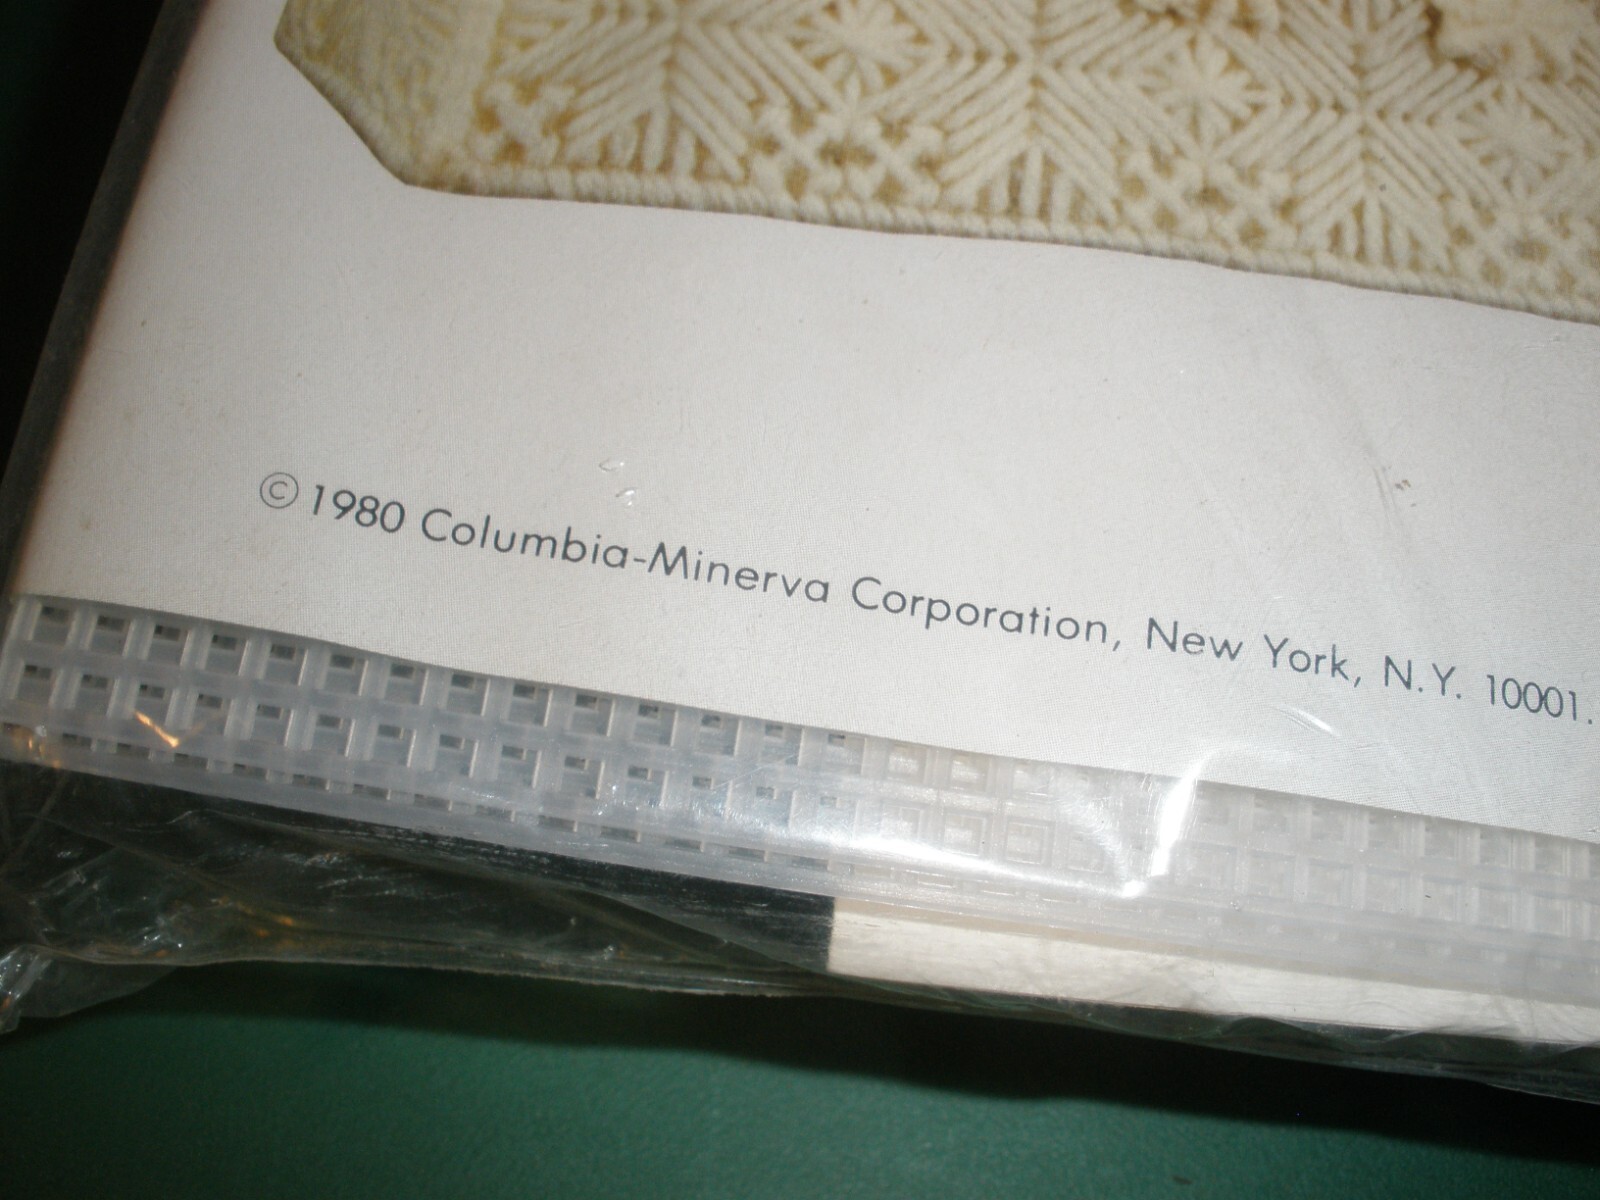 © 1980 Columbia-Minerva Corporation, New York, N.Y. 10001.